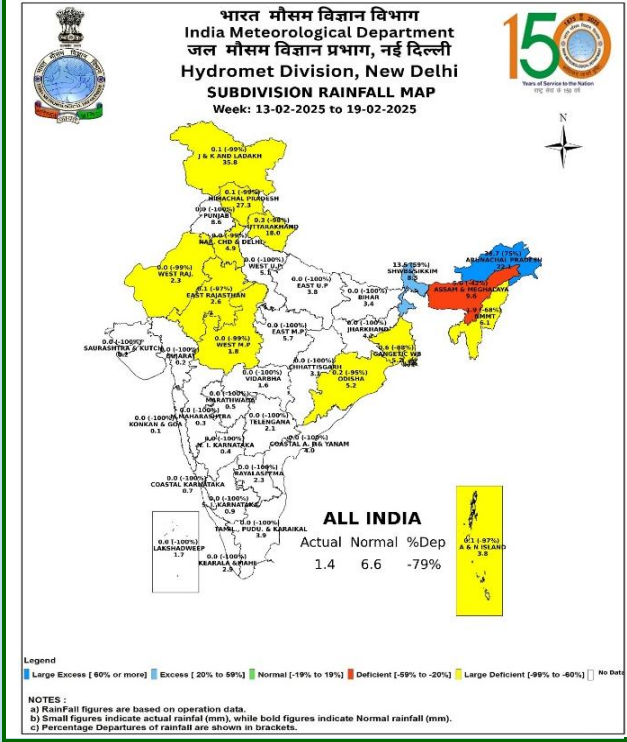 भारत मौसम विज्ञान विभाग
India Meteorological Department
जल मौसम विज्ञान प्रभाग, नई दिल्ली
Hydromet Division, New Delhi
SUBDIVISION RAINFALL MAP
Week: 13-02-2025 to 19-02-2025
150
Years of Service to the Nation
N
0.1 (-99%)
J & K AND LADAKH
35.8
0.1 (-99%)
HIMACHAL PRADESH
27.3
0.0 (-100%)
PUNJAB
8.6
0.3 (-98%)
UTTARAKHAND
18.0
0.0 (-99%)
HAR. CHD & DELHI
4.9
0.0 (-99%)
WEST RAJ.
2.3
0.1 (-97%)
EAST RAJASTHAN
2.6
0.0 (-100%)
WEST U.P
5.1
0.0 (-100%)
EAST U.P
3.8
0.0 (-100%)
BIHAR
3.4
(59%)
SHWB&SIKKIM
(75%)
ARUNACHAL PRADESH
22.1
(-42%)
ASSAM & MEGHALAYA
9.6
(-68%)
NMMT
6.1
0.0 (-100%)
SAURASHTRA & KUTCH
0.0 (-100%)
GUJARAT
0.2
0.0 (-99%)
WEST M.P
1.8
0.0 (-100%)
EAST M.P
5.7
0.0 (-100%)
JHARKHAND
0.6 (-88%)
GANGETIC WB
0.0 (-100%)
CHHATTISGARH
0.2 (-95%)
ODISHA
5.2
0.0 (-100%)
VIDARBHA
1.6
0.0 (-100%)
MARATHWADA
0.5
0.0 (-100%)
M MAHARASHTRA
0.3
0.0 (-100%)
KONKAN & GOA
0.1
0.0 (-100%)
TELENGANA
2.1
0.0 (-100%)
COASTAL A. P.& YANAM
4.0
0.0 (-100%)
N. I. KARNATAKA
0.4
0.0 (-100%)
RAYALASEEMA
2.3
0.0 (-100%)
COASTAL KARNATAKA
0.7
0.0 (-100%)
S. I. KARNATAKA
0.9
0.0 (-100%)
TAMIL. PUDU. & KARAIKAL
3.9
0.0 (-100%)
LAKSHADWEEP
1.7
0.0 (-100%)
KEARALA & MAHE
2.9
0.1 (-97%)
A & N ISLAND
3.8
ALL INDIA
Actual Normal %Dep
1.4 6.6 -79%
Legend
Large Excess [ 60% or more] Excess [ 20% to 59%] Normal [-19% to 19%] Deficient [-59% to -20%] Large Deficient [-99% to -60%] No Data
NOTES :
a) RainFall figures are based on operation data.
b) Small figures indicate actual rainfal (mm), while bold figures indicate Normal rainfall (mm).
c) Percentage Departures of rainfall are shown in brackets.